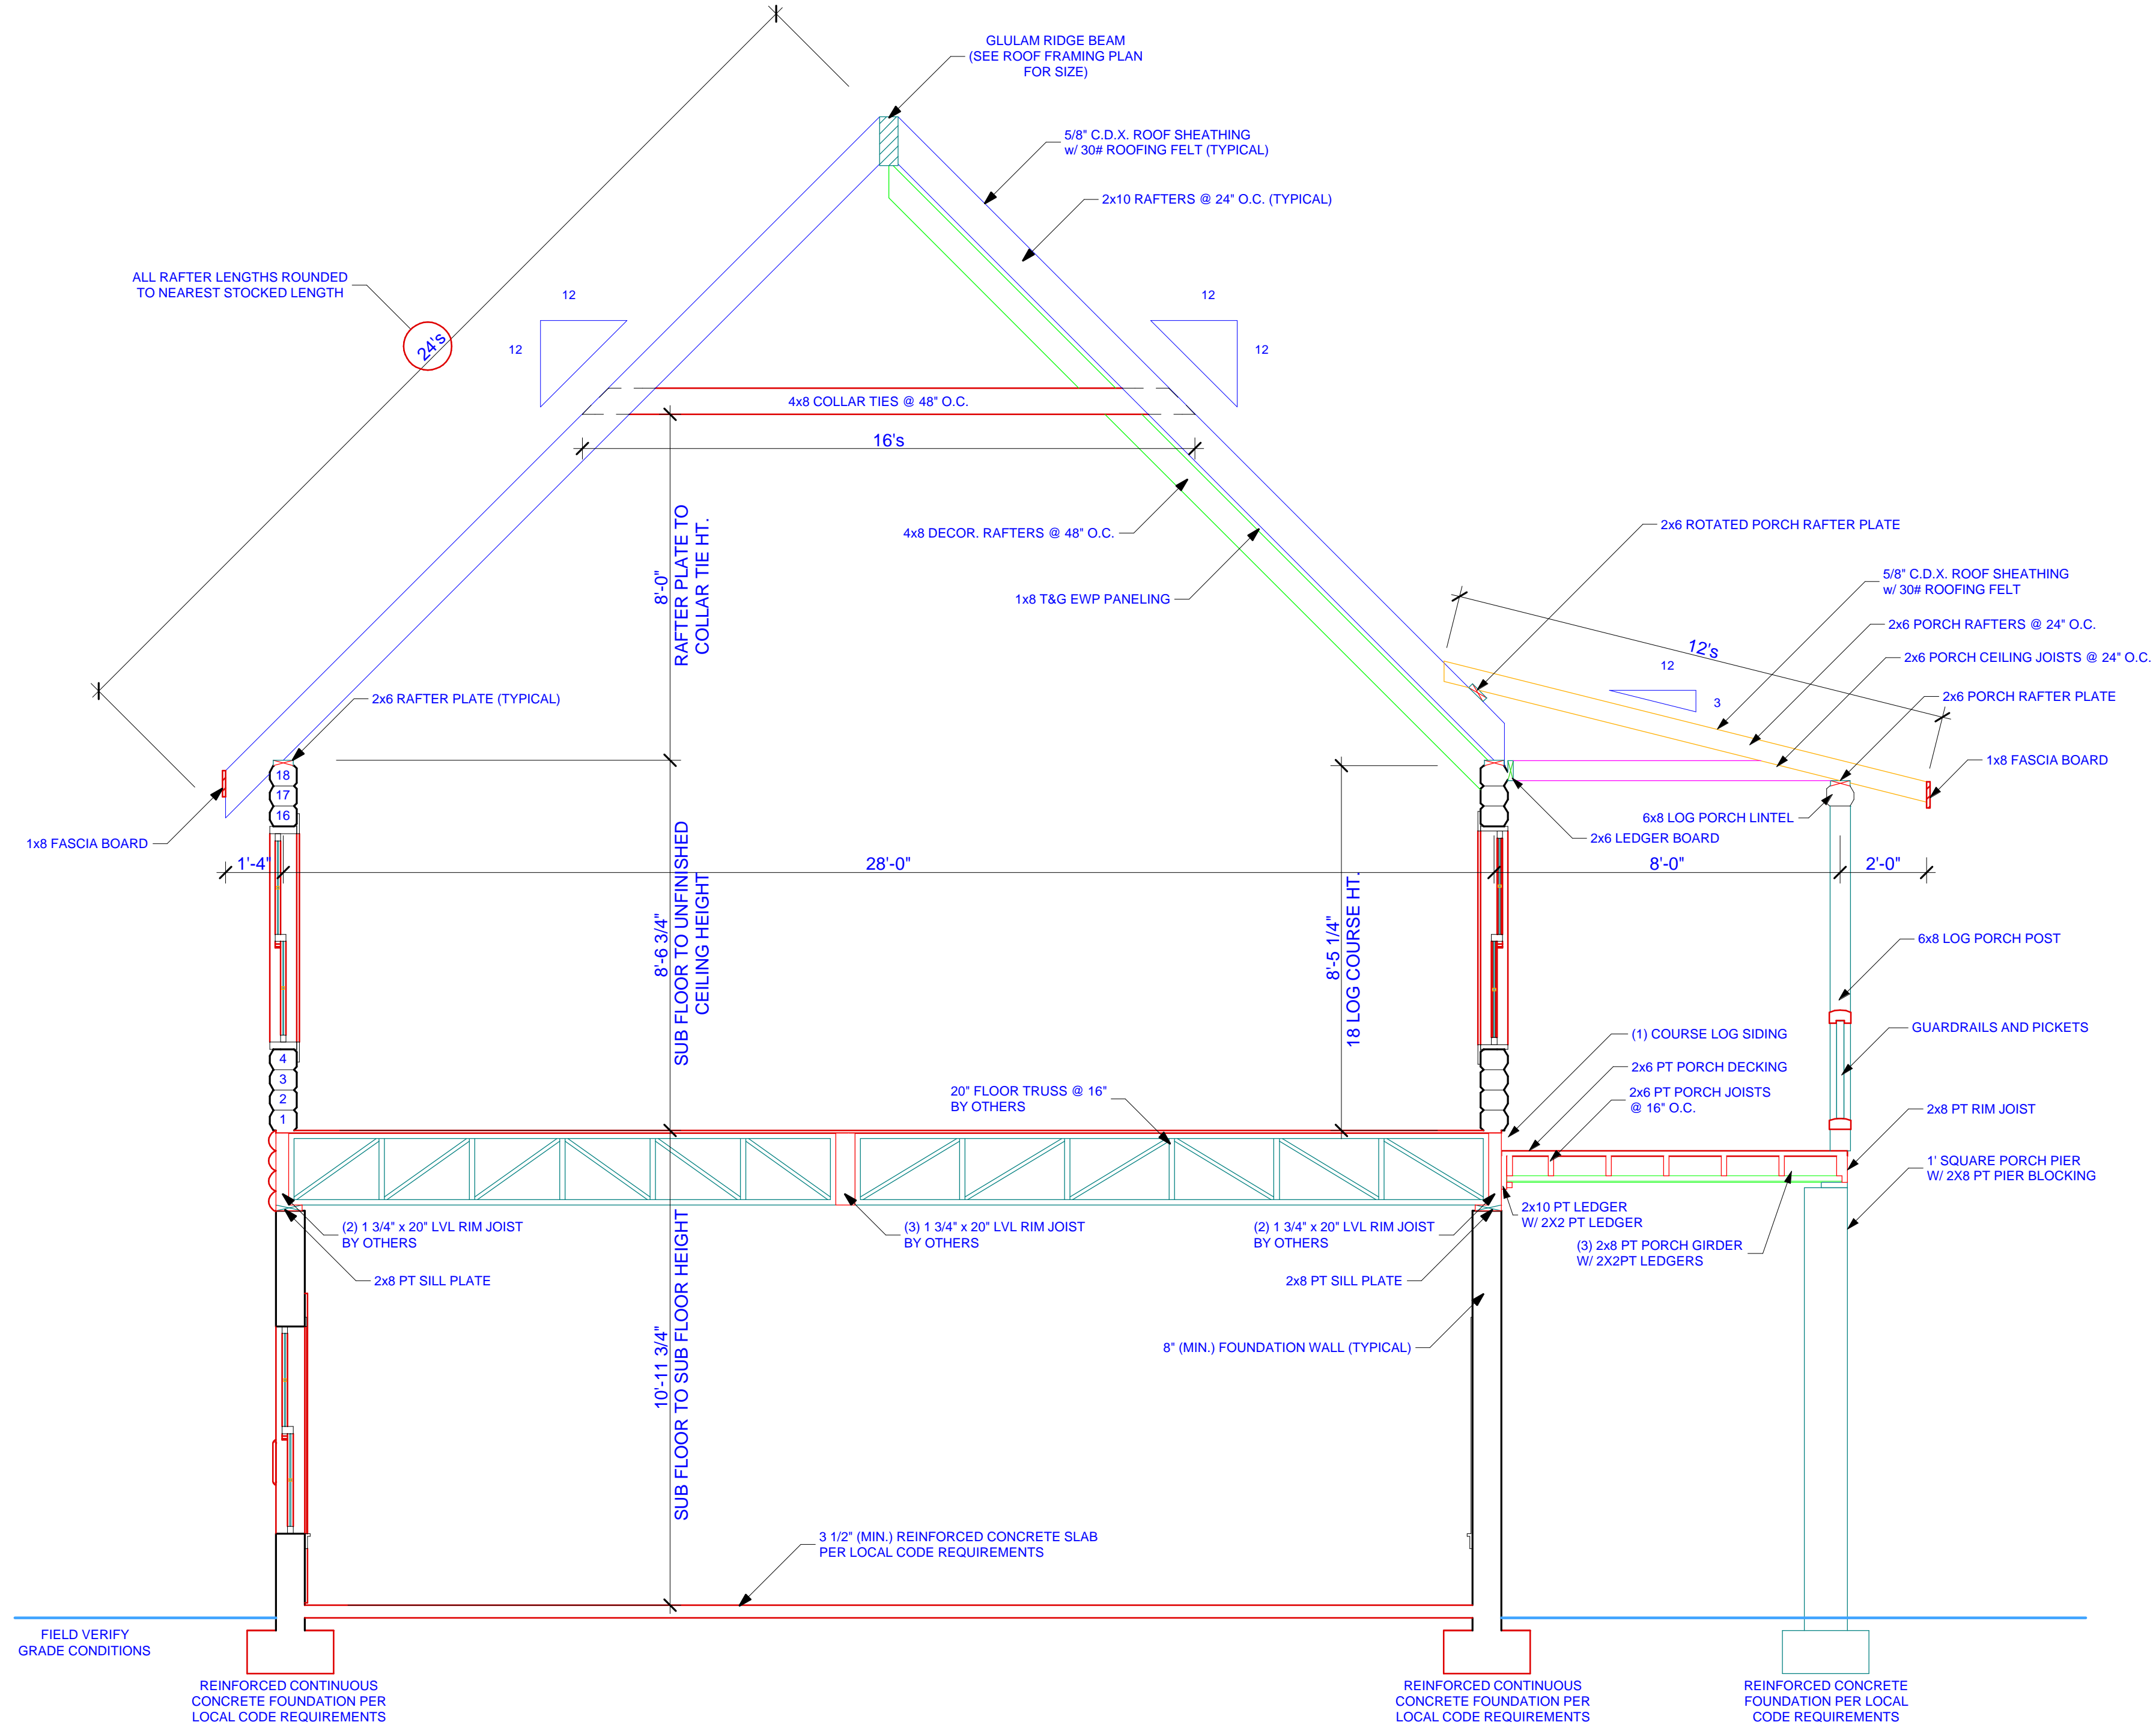 GLULAM RIDGE BEAM
(SEE ROOF FRAMING PLAN
FOR SIZE)
5/8" C.D.X. ROOF SHEATHING
w/ 30# ROOFING FELT (TYPICAL)
2x10 RAFTERS @ 24" O.C. (TYPICAL)
ALL RAFTER LENGTHS ROUNDED
TO NEAREST STOCKED LENGTH
24's
12
12
12
12
4x8 COLLAR TIES @ 48" O.C.
16's
8'-0"
RAFTER PLATE TO
COLLAR TIE HT.
4x8 DECOR. RAFTERS @ 48" O.C.
1x8 T&G EWP PANELING
2x6 ROTATED PORCH RAFTER PLATE
5/8" C.D.X. ROOF SHEATHING
w/ 30# ROOFING FELT
2x6 PORCH RAFTERS @ 24" O.C.
12's
12
3
2x6 PORCH CEILING JOISTS @ 24" O.C.
2x6 PORCH RAFTER PLATE
2x6 RAFTER PLATE (TYPICAL)
1x8 FASCIA BOARD
18
17
16
1x8 FASCIA BOARD
6x8 LOG PORCH LINTEL
2x6 LEDGER BOARD
1'-4"
28'-0"
8'-0"
2'-0"
8'-6 3/4"
SUB FLOOR TO UNFINISHED
CEILING HEIGHT
8'-5 1/4"
18 LOG COURSE HT.
6x8 LOG PORCH POST
GUARDRAILS AND PICKETS
(1) COURSE LOG SIDING
2x6 PT PORCH DECKING
2x6 PT PORCH JOISTS
@ 16" O.C.
2x8 PT RIM JOIST
4
3
2
1
20" FLOOR TRUSS @ 16"
BY OTHERS
1' SQUARE PORCH PIER
W/ 2X8 PT PIER BLOCKING
(2) 1 3/4" x 20" LVL RIM JOIST
BY OTHERS
(3) 1 3/4" x 20" LVL RIM JOIST
BY OTHERS
(2) 1 3/4" x 20" LVL RIM JOIST
BY OTHERS
2x10 PT LEDGER
W/ 2X2 PT LEDGER
(3) 2x8 PT PORCH GIRDER
W/ 2X2PT LEDGERS
2x8 PT SILL PLATE
2x8 PT SILL PLATE
10'-11 3/4"
SUB FLOOR TO SUB FLOOR HEIGHT
8" (MIN.) FOUNDATION WALL (TYPICAL)
3 1/2" (MIN.) REINFORCED CONCRETE SLAB
PER LOCAL CODE REQUIREMENTS
FIELD VERIFY
GRADE CONDITIONS
REINFORCED CONTINUOUS
CONCRETE FOUNDATION PER
LOCAL CODE REQUIREMENTS
REINFORCED CONTINUOUS
CONCRETE FOUNDATION PER
LOCAL CODE REQUIREMENTS
REINFORCED CONCRETE
FOUNDATION PER LOCAL
CODE REQUIREMENTS